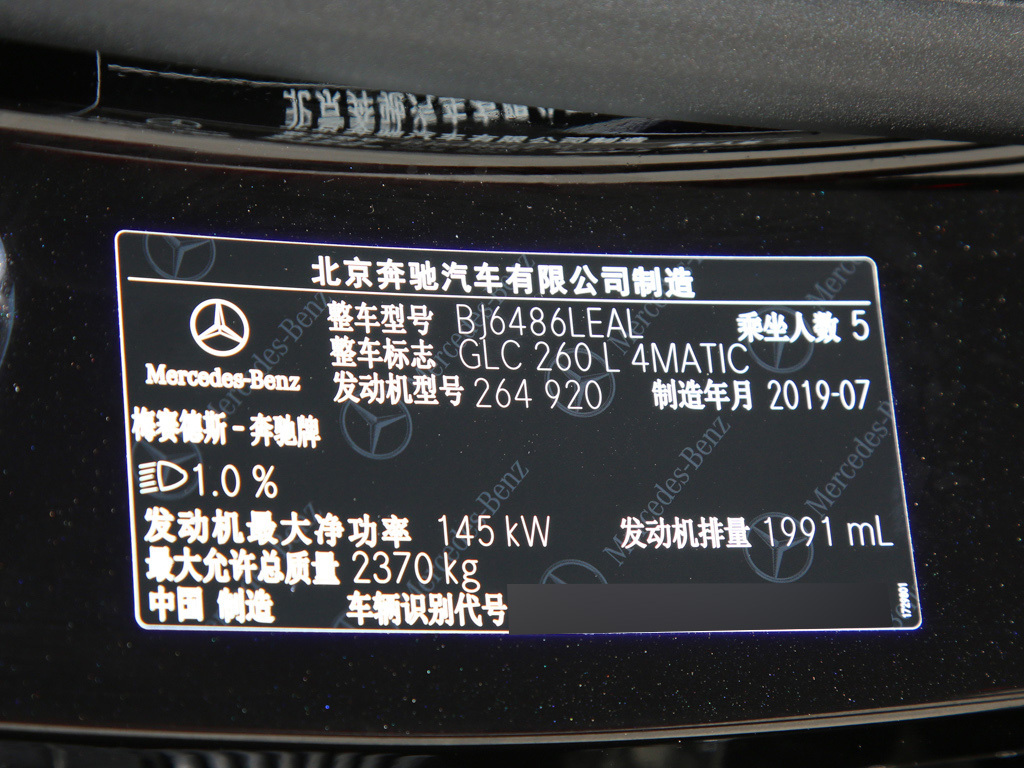 北京奔驰汽车有限公司制造
Mercedes-Benz
整车型号 BJ6486LEAL 乘坐人数 5
整车标志 GLC 260 L 4MATIC
发动机型号 264 920 制造年月 2019-07
梅赛德斯-奔驰牌
1.0 %
发动机最大净功率 145 kW 发动机排量 1991 mL
最大允许总质量 2370 kg
中国 制造 车辆识别代号
1729601